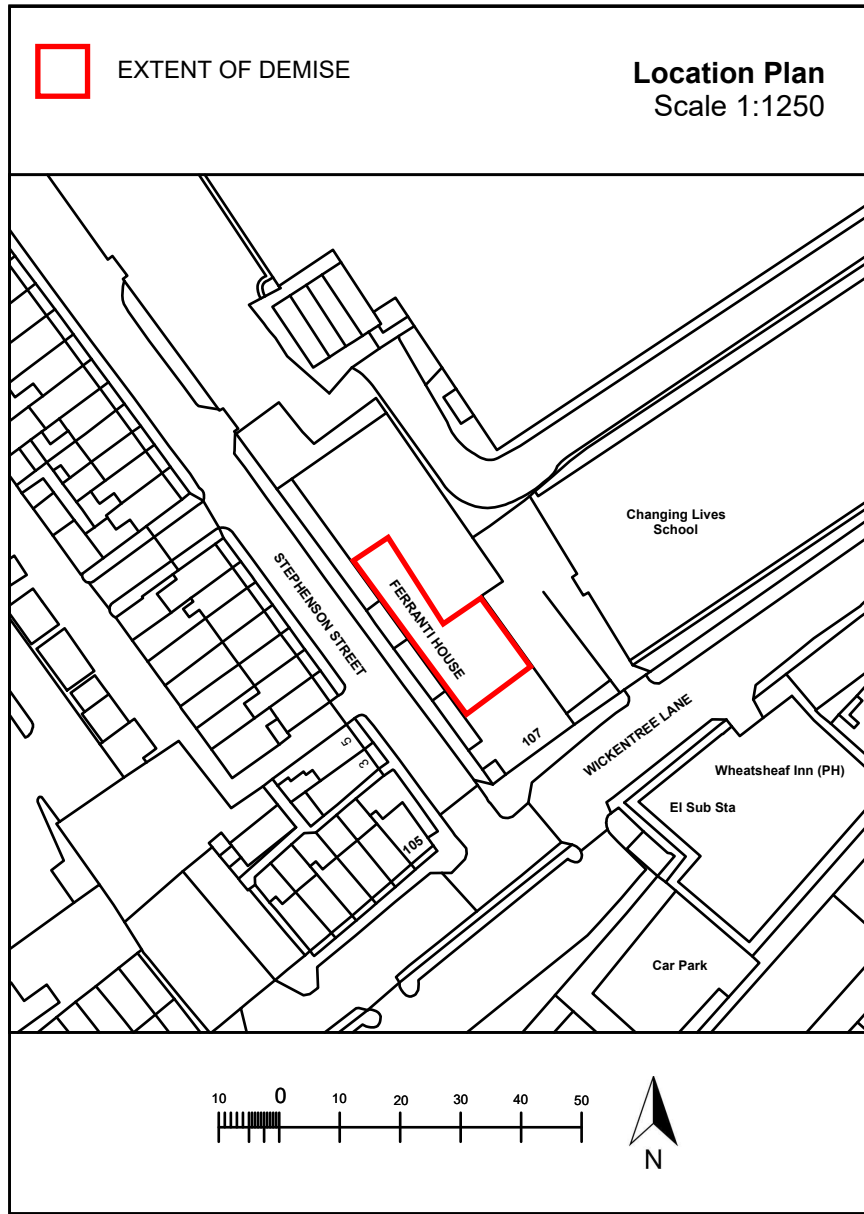 EXTENT OF DEMISE
Location Plan
Scale 1:1250
Changing Lives
School
STEPHENSON STREET
FERRANTI HOUSE
107
WICKENTREE LANE
5
3
105
Wheatsheaf Inn (PH)
El Sub Sta
Car Park
10 0 10 20 30 40 50
N